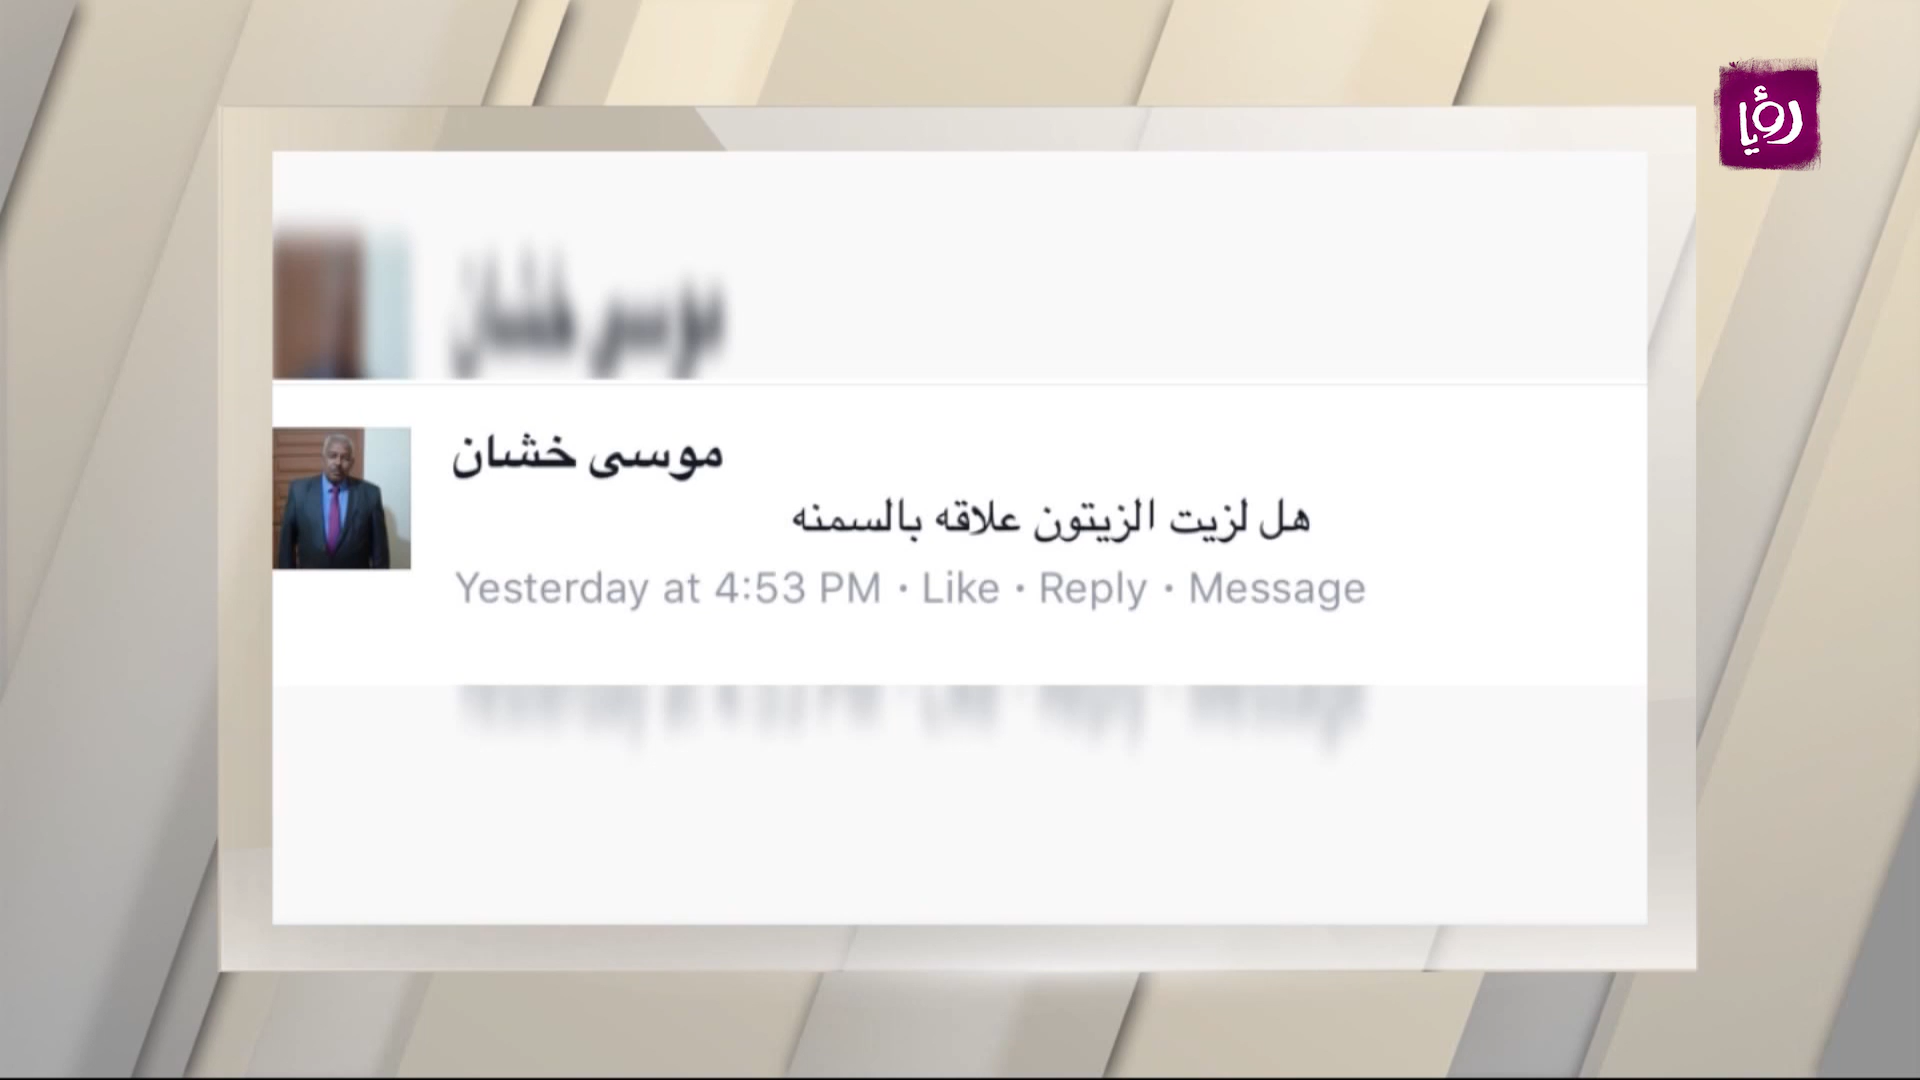 رؤيا
موسى خشان
هل لزيت الزيتون علاقه بالسمنه
Yesterday at 4:53 PM · Like · Reply · Message